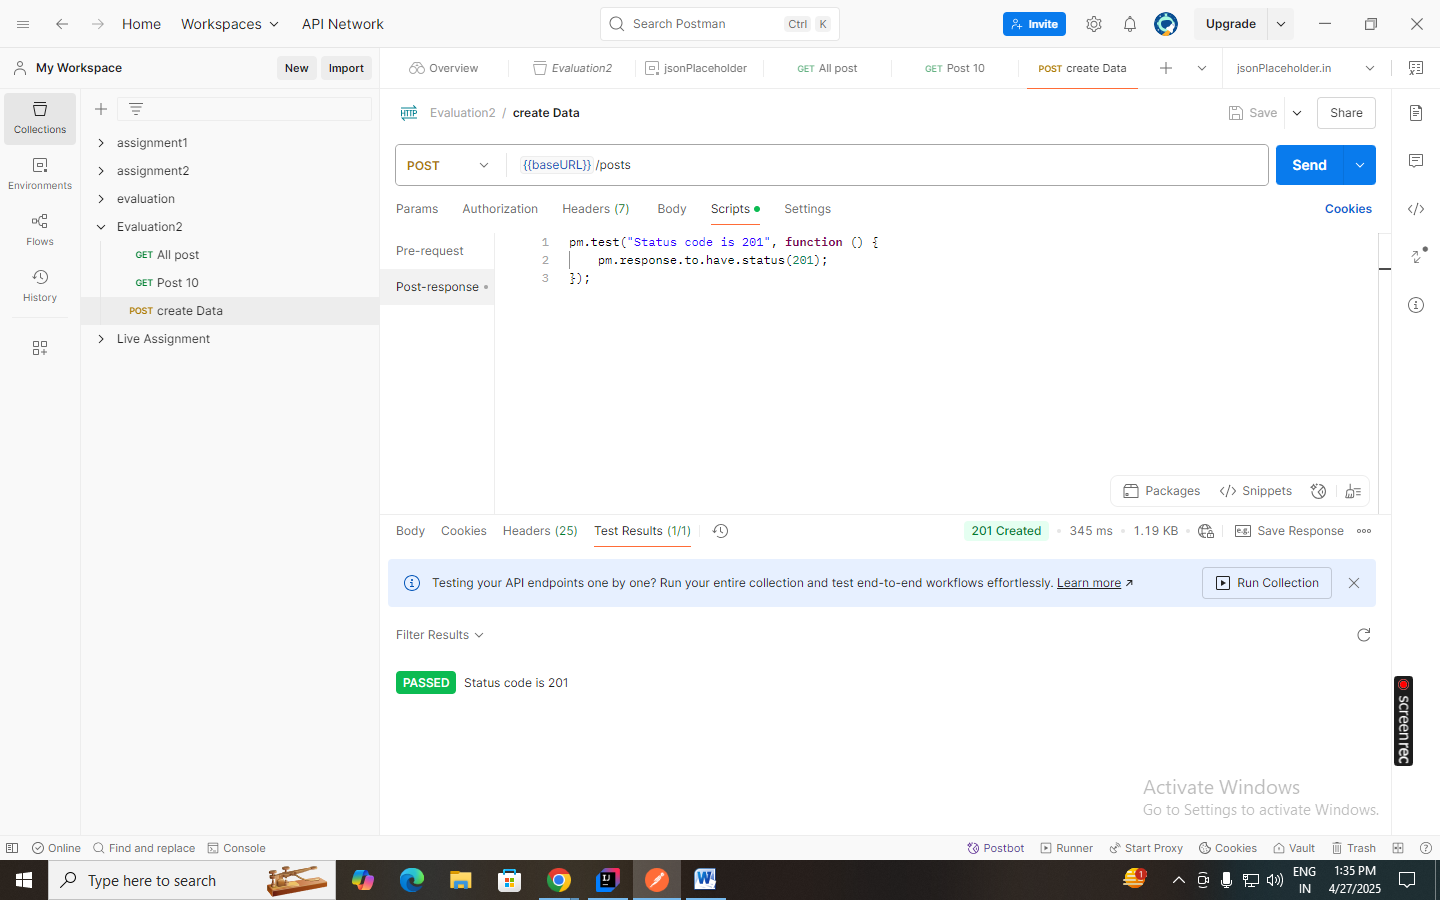 Home
Workspaces
API Network
Search Postman
Ctrl
K
Invite
Upgrade
My Workspace
New
Import
Overview
Evaluation2
jsonPlaceholder
GET All post
GET Post 10
POST create Data
jsonPlaceholder.in
Collections
Environments
Flows
History
assignment1
assignment2
evaluation
Evaluation2
GET All post
GET Post 10
POST create Data
Live Assignment
HTTP
Evaluation2 / create Data
Save
Share
POST
{{baseURL}} /posts
Send
Params
Authorization
Headers (7)
Body
Scripts
Settings
Cookies
Pre-request
Post-response
1 pm.test("Status code is 201", function () {
2 pm.response.to.have.status(201);
3 });
Packages
Snippets
Body
Cookies
Headers (25)
Test Results (1/1)
201 Created
345 ms
1.19 KB
e.g.
Save Response
Testing your API endpoints one by one? Run your entire collection and test end-to-end workflows effortlessly. Learn more
Run Collection
Filter Results
PASSED
Status code is 201
screen rec
Activate Windows
Go to Settings to activate Windows.
Online
Find and replace
Console
Postbot
Runner
Start Proxy
Cookies
Vault
Trash
Type here to search
1
ENG
IN
1:35 PM
4/27/2025